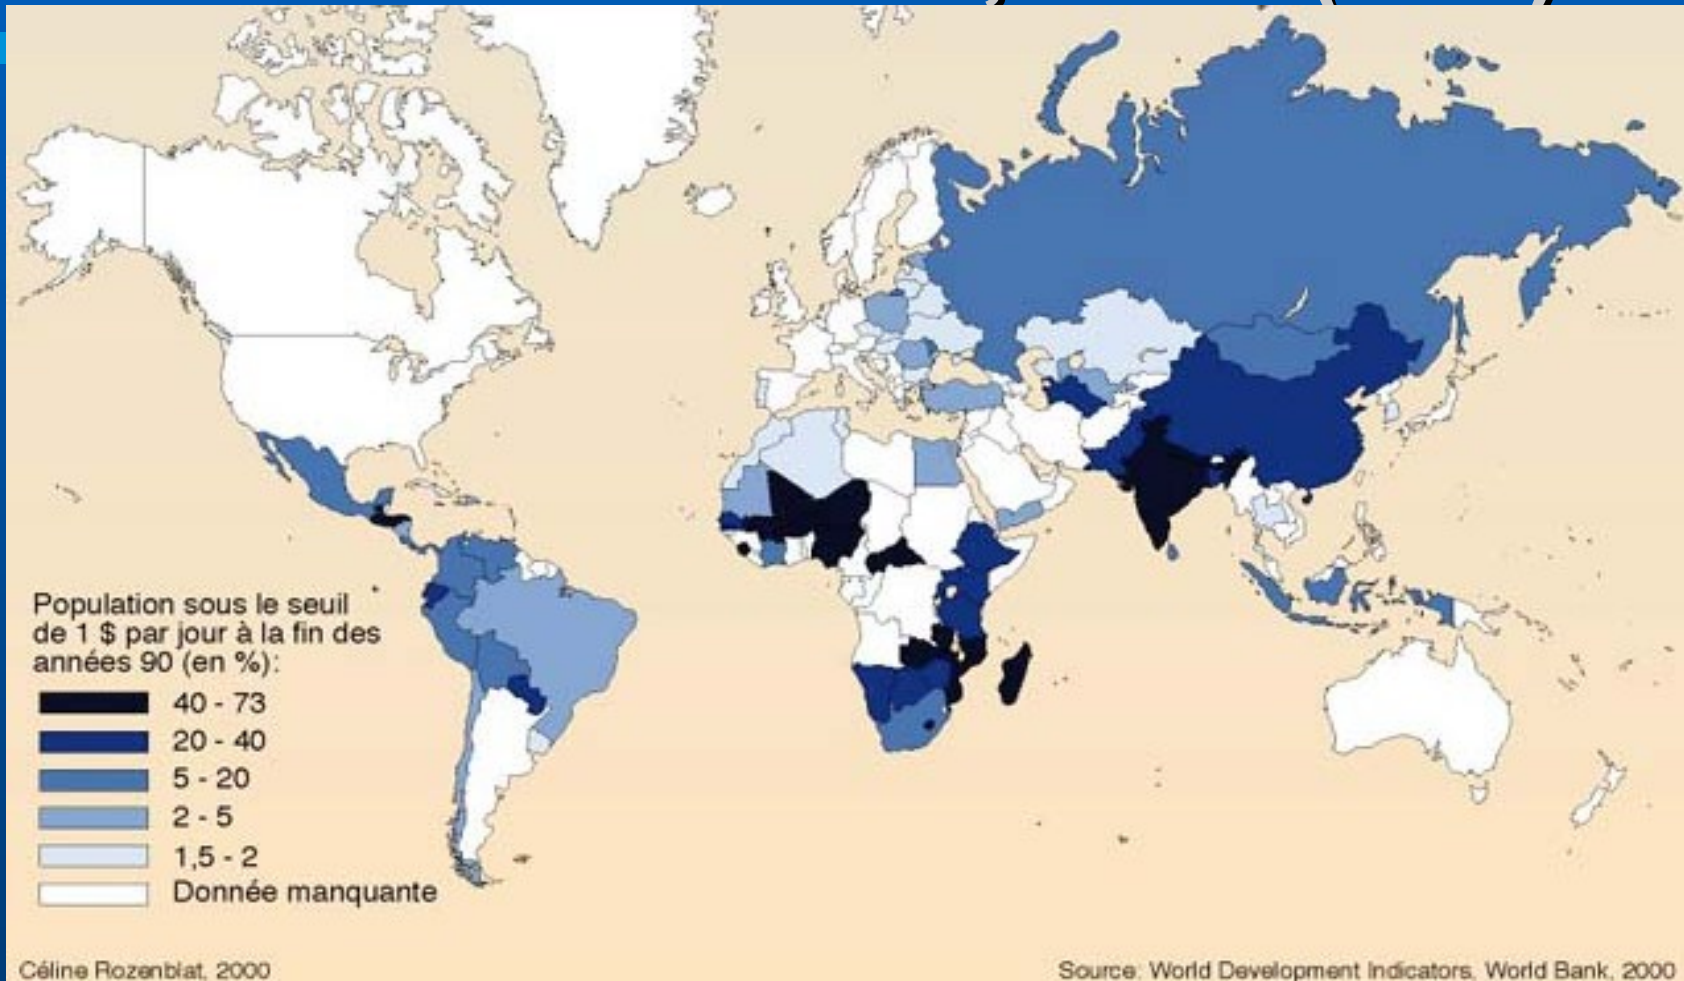 Population sous le seuil
de 1 $ par jour à la fin des
années 90 (en %):
40 - 73
20 - 40
5 - 20
2 - 5
1,5 - 2
Donnée manquante
Céline Rozenblat, 2000
Source: World Development Indicators, World Bank, 2000